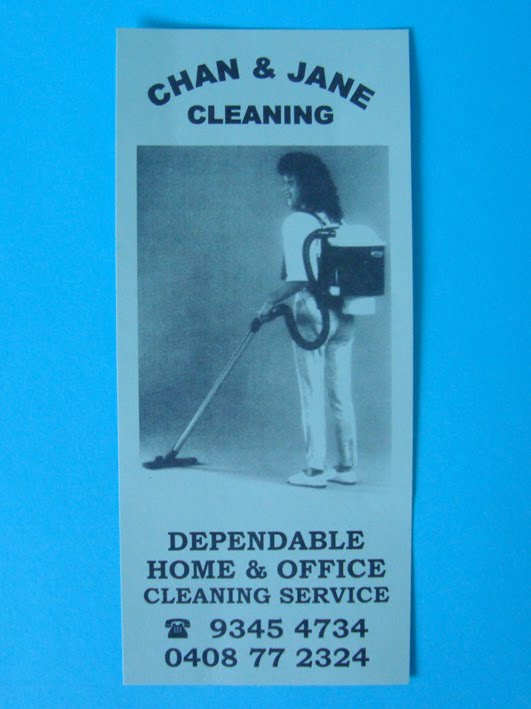 CHAN & JANE
CLEANING
DEPENDABLE
HOME & OFFICE
CLEANING SERVICE
☎ 9345 4734
0408 77 2324